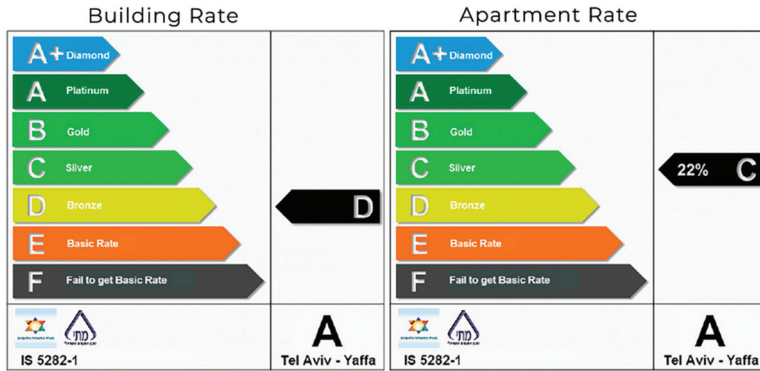 Building Rate
A+ Diamond
A Platinum
B Gold
C Silver
D Bronze
E Basic Rate
F Fail to get Basic Rate
D
IS 5282-1
A
Tel Aviv - Yaffa
Apartment Rate
A+ Diamond
A Platinum
B Gold
C Silver
D Bronze
E Basic Rate
F Fail to get Basic Rate
22% C
מתי
IS 5282-1
A
Tel Aviv - Yaffa